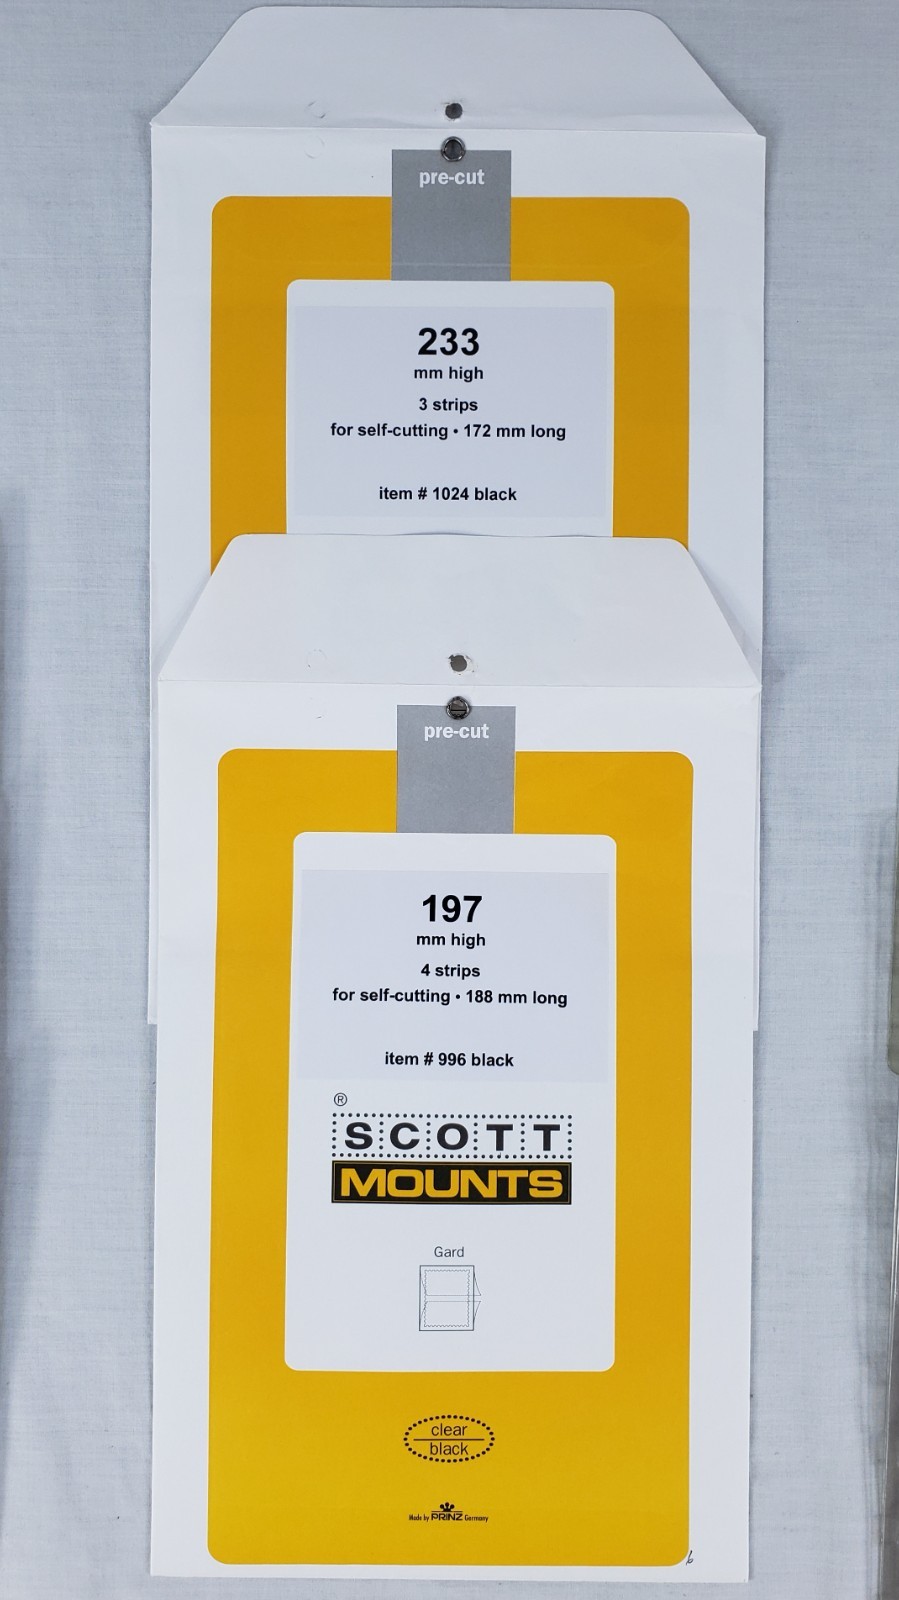 pre-cut
233
mm high
3 strips
for self-cutting • 172 mm long
item # 1024 black
pre-cut
197
mm high
4 strips
for self-cutting • 188 mm long
item # 996 black
®
SCOTT
MOUNTS
Gard
clear
black
Made by PRINZ Germany
6